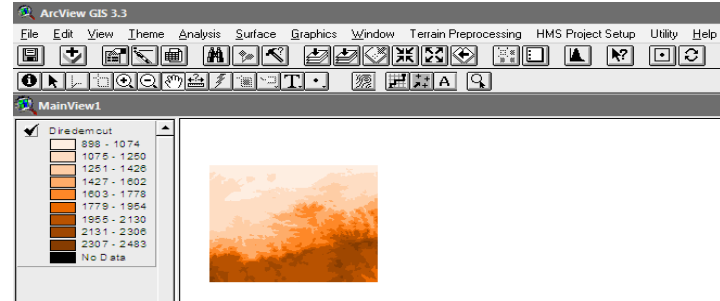 ArcView GIS 3.3
File Edit View Theme Analysis Surface Graphics Window Terrain Preprocessing HMS Project Setup Utility Help
T A
MainView1
Diredemcut
898 - 1074
1075 - 1250
1251 - 1426
1427 - 1602
1603 - 1778
1779 - 1954
1955 - 2130
2131 - 2306
2307 - 2483
No Data